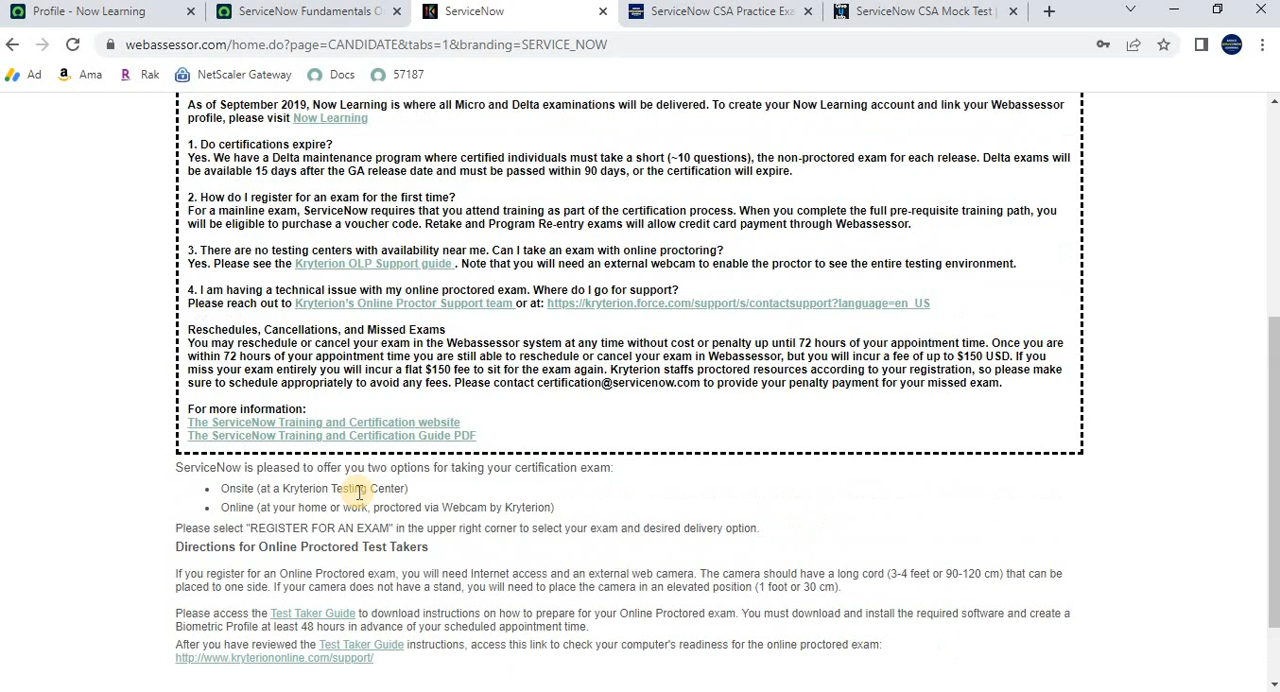 Profile - Now Learning
ServiceNow Fundamentals O
ServiceNow
ServiceNow CSA Practice Exa
ServiceNow CSA Mock Test |
webassessor.com/home.do?page=CANDIDATE&tabs=1&branding=SERVICE_NOW
Ad
Ama
Rak
NetScaler Gateway
Docs
57187
As of September 2019, Now Learning is where all Micro and Delta examinations will be delivered. To create your Now Learning account and link your Webassessor
profile, please visit Now Learning
1. Do certifications expire?
Yes. We have a Delta maintenance program where certified individuals must take a short (~10 questions), the non-proctored exam for each release. Delta exams will
be available 15 days after the GA release date and must be passed within 90 days, or the certification will expire.
2. How do I register for an exam for the first time?
For a mainline exam, ServiceNow requires that you attend training as part of the certification process. When you complete the full pre-requisite training path, you
will be eligible to purchase a voucher code. Retake and Program Re-entry exams will allow credit card payment through Webassessor.
3. There are no testing centers with availability near me. Can I take an exam with online proctoring?
Yes. Please see the Kryterion OLP Support guide . Note that you will need an external webcam to enable the proctor to see the entire testing environment.
4. I am having a technical issue with my online proctored exam. Where do I go for support?
Please reach out to Kryterion's Online Proctor Support team or at: https://kryterion.force.com/support/s/contactsupport?language=en_US
Reschedules, Cancellations, and Missed Exams
You may reschedule or cancel your exam in the Webassessor system at any time without cost or penalty up until 72 hours of your appointment time. Once you are
within 72 hours of your appointment time you are still able to reschedule or cancel your exam in Webassessor, but you will incur a fee of up to $150 USD. If you
miss your exam entirely you will incur a flat $150 fee to sit for the exam again. Kryterion staffs proctored resources according to your registration, so please make
sure to schedule appropriately to avoid any fees. Please contact certification@servicenow.com to provide your penalty payment for your missed exam.
For more information:
The ServiceNow Training and Certification website
The ServiceNow Training and Certification Guide PDF
ServiceNow is pleased to offer you two options for taking your certification exam:
• Onsite (at a Kryterion Testing Center)
• Online (at your home or work, proctored via Webcam by Kryterion)
Please select "REGISTER FOR AN EXAM" in the upper right corner to select your exam and desired delivery option.
Directions for Online Proctored Test Takers
If you register for an Online Proctored exam, you will need Internet access and an external web camera. The camera should have a long cord (3-4 feet or 90-120 cm) that can be
placed to one side. If your camera does not have a stand, you will need to place the camera in an elevated position (1 foot or 30 cm).
Please access the Test Taker Guide to download instructions on how to prepare for your Online Proctored exam. You must download and install the required software and create a
Biometric Profile at least 48 hours in advance of your scheduled appointment time.
After you have reviewed the Test Taker Guide instructions, access this link to check your computer's readiness for the online proctored exam:
http://www.kryteriononline.com/support/